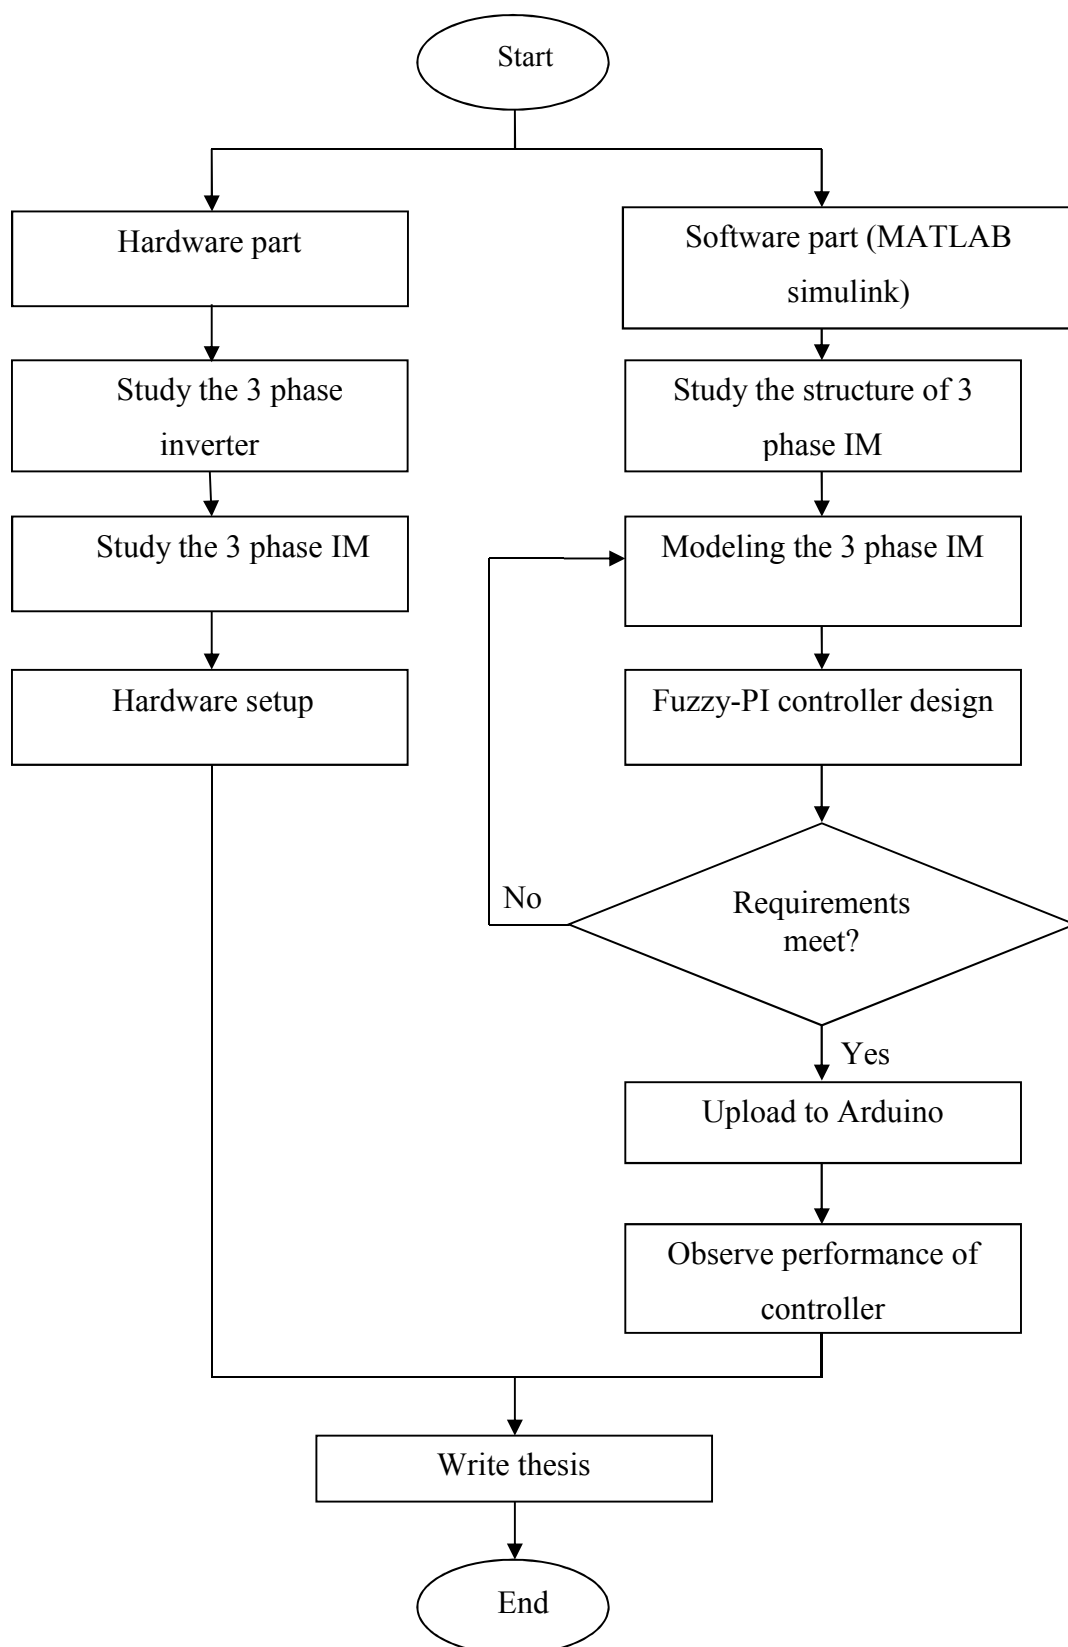 Start
Hardware part
Software part (MATLAB
simulink)
Study the 3 phase
inverter
Study the structure of 3
phase IM
Study the 3 phase IM
Modeling the 3 phase IM
Hardware setup
Fuzzy-PI controller design
No
Requirements
meet?
Yes
Upload to Arduino
Observe performance of
controller
Write thesis
End